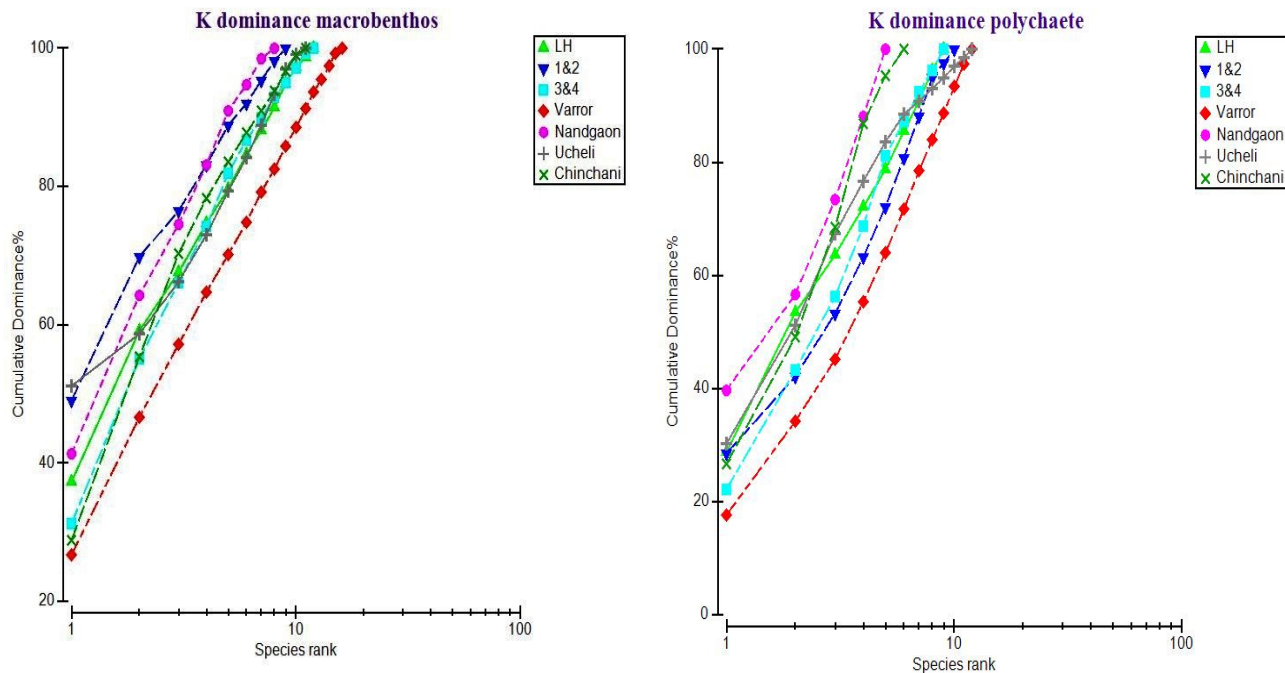 K dominance macrobenthos
100
80
60
40
20
Cumulative Dominance%
1
10
100
Species rank
LH
1&2
3&4
Varror
Nandgaon
Ucheli
Chinchani
K dominance polychaete
100
80
60
40
20
0
Cumulative Dominance%
1
10
100
Species rank
LH
1&2
3&4
Varror
Nandgaon
Ucheli
Chinchani